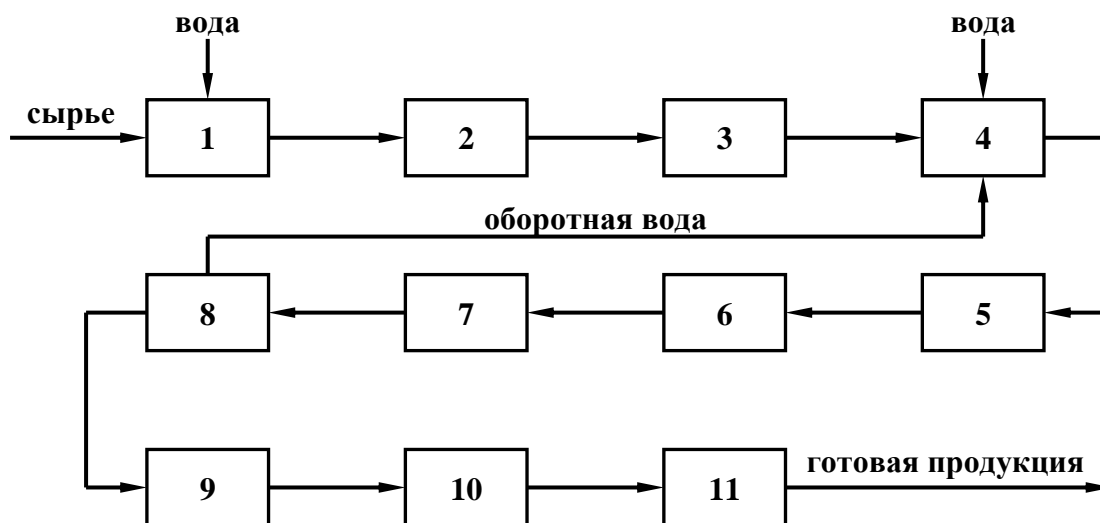 вода вода
сырье
1 2 3 4
оборотная вода
8 7 6 5
готовая продукция
9 10 11